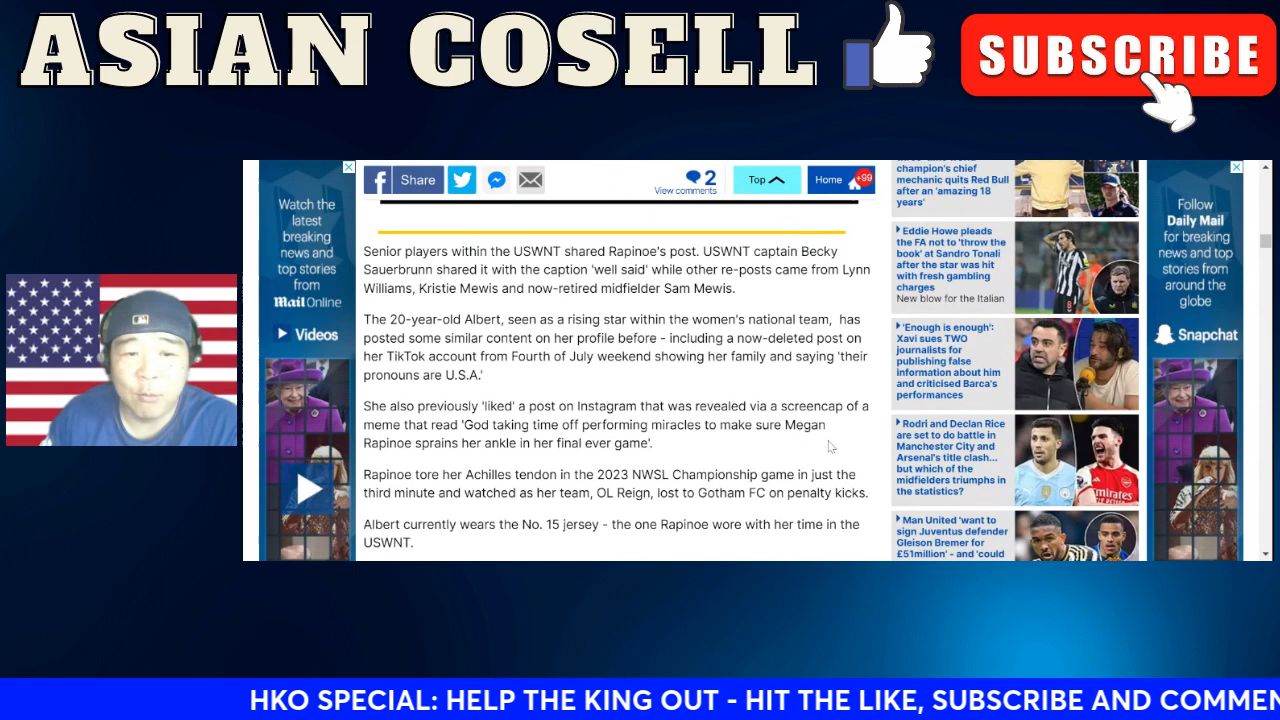 ASIAN COSELL
SUBSCRIBE
Watch the
latest
breaking
news and
top stories
from
Mail Online
Videos
Share
2
View comments
Top
Home
+99
Senior players within the USWNT shared Rapinoe's post. USWNT captain Becky
Sauerbrunn shared it with the caption 'well said' while other re-posts came from Lynn
Williams, Kristie Mewis and now-retired midfielder Sam Mewis.
The 20-year-old Albert, seen as a rising star within the women's national team, has
posted some similar content on her profile before - including a now-deleted post on
her TikTok account from Fourth of July weekend showing her family and saying 'their
pronouns are U.S.A.'
She also previously 'liked' a post on Instagram that was revealed via a screencap of a
meme that read 'God taking time off performing miracles to make sure Megan
Rapinoe sprains her ankle in her final ever game'.
Rapinoe tore her Achilles tendon in the 2023 NWSL Championship game in just the
third minute and watched as her team, OL Reign, lost to Gotham FC on penalty kicks.
Albert currently wears the No. 15 jersey - the one Rapinoe wore with her time in the
USWNT.
champion's chief
mechanic quits Red Bull
after an 'amazing 18
years'
Eddie Howe pleads
the FA not to 'throw the
book' at Sandro Tonali
after the star was hit
with fresh gambling
charges
New blow for the Italian
'Enough is enough':
Xavi sues TWO
journalists for
publishing false
information about him
and criticised Barca's
performances
Rodri and Declan Rice
are set to do battle in
Manchester City and
Arsenal's title clash...
but which of the
midfielders triumphs in
the statistics?
Man United 'want to
sign Juventus defender
Gleison Bremer for
£51million' - and 'could
Follow
Daily Mail
for breaking
news and top
stories from
around the
globe
Snapchat
HKO SPECIAL: HELP THE KING OUT - HIT THE LIKE, SUBSCRIBE AND COMMEN